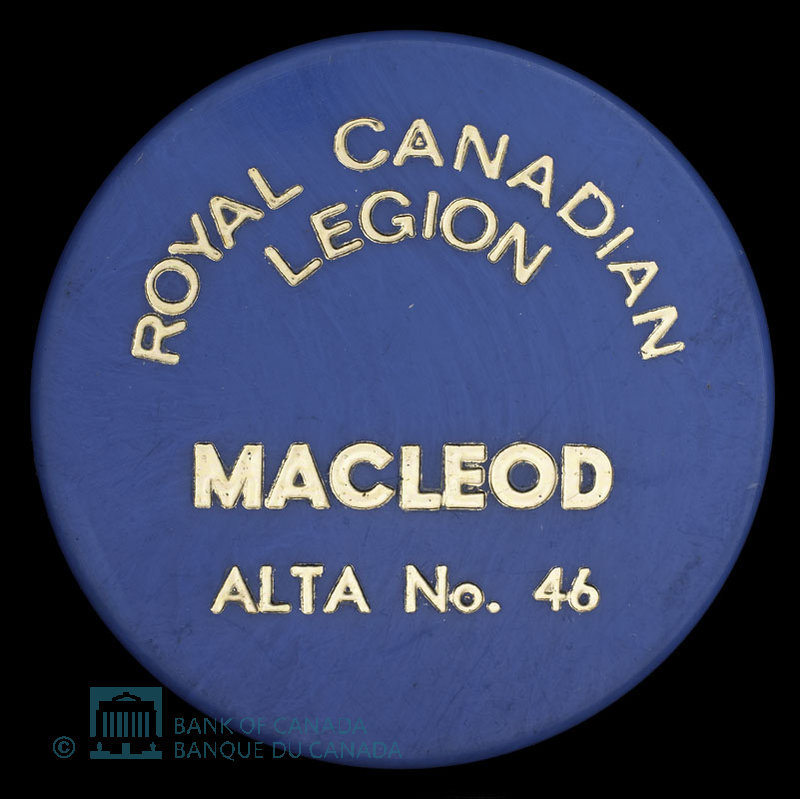 ROYAL CANADIAN
LEGION
MACLEOD
ALTA No. 46
© BANK OF CANADA
BANQUE DU CANADA